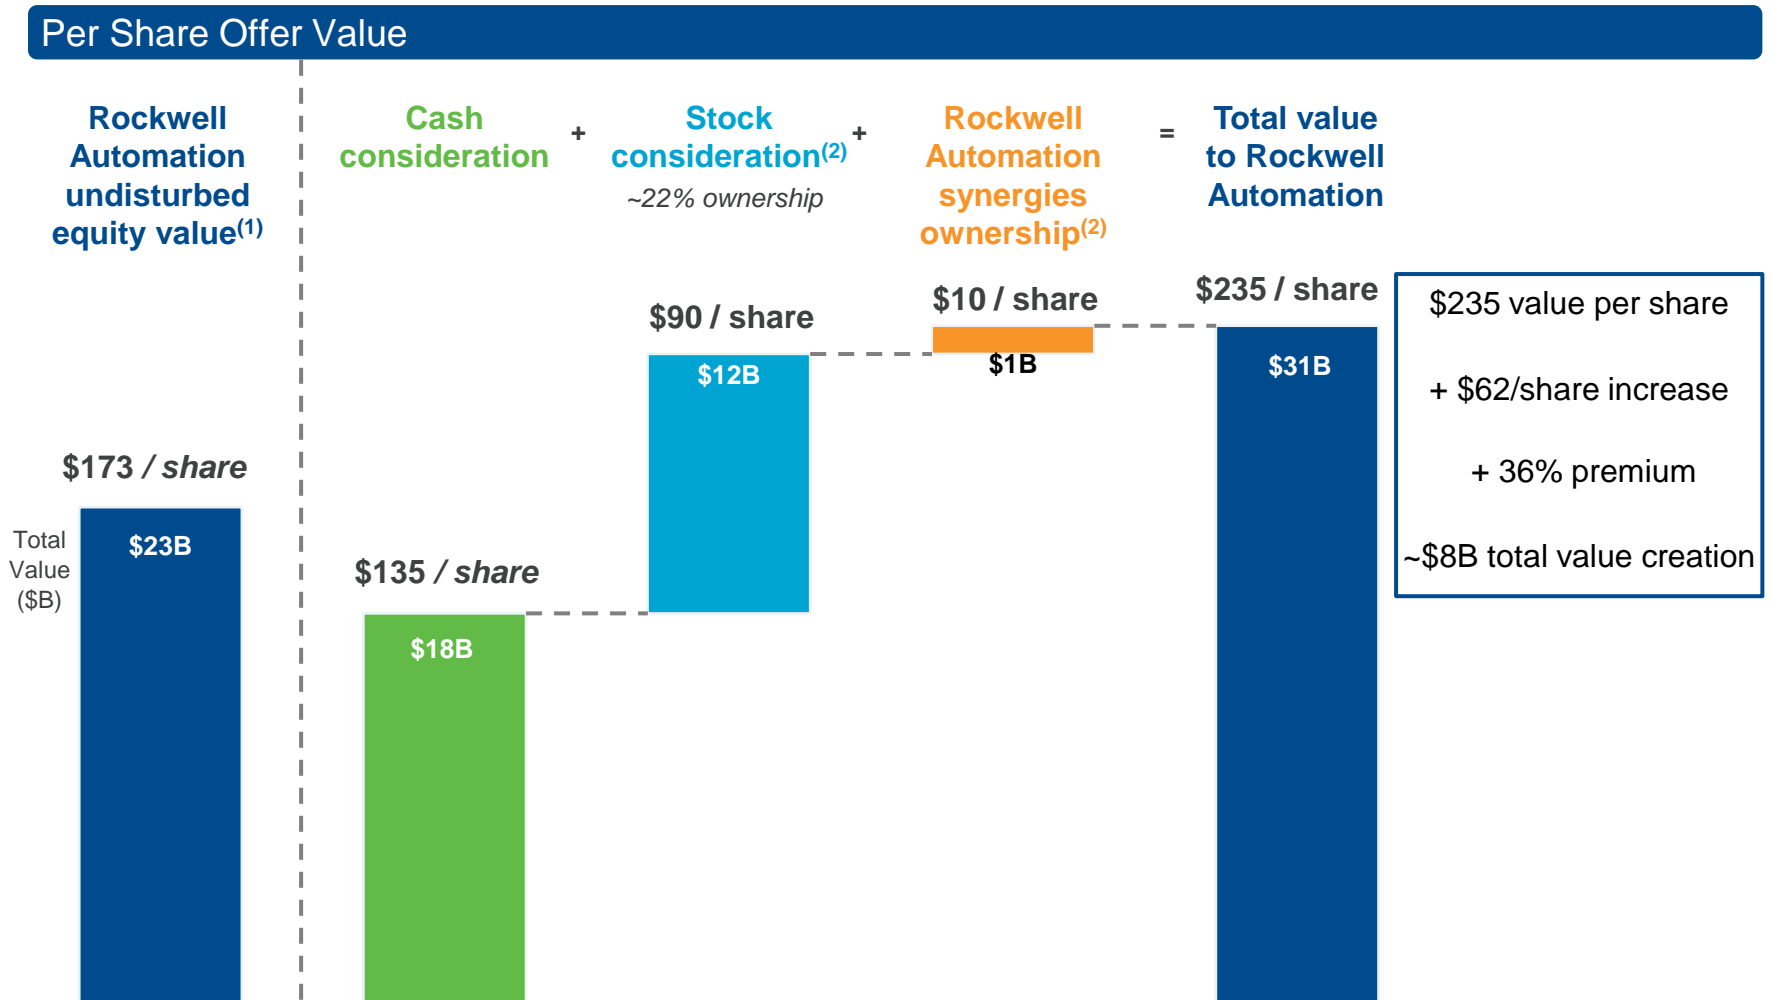 Per Share Offer Value
Rockwell
Automation
undisturbed
equity value(1)
Cash
consideration
+
Stock
consideration(2)
~22% ownership
+
Rockwell
Automation
synergies
ownership(2)
=
Total value
to Rockwell
Automation
$173 / share
Total
Value
($B)
$23B
$135 / share
$18B
$90 / share
$12B
$10 / share
$1B
$235 / share
$31B
$235 value per share
+ $62/share increase
+ 36% premium
~$8B total value creation